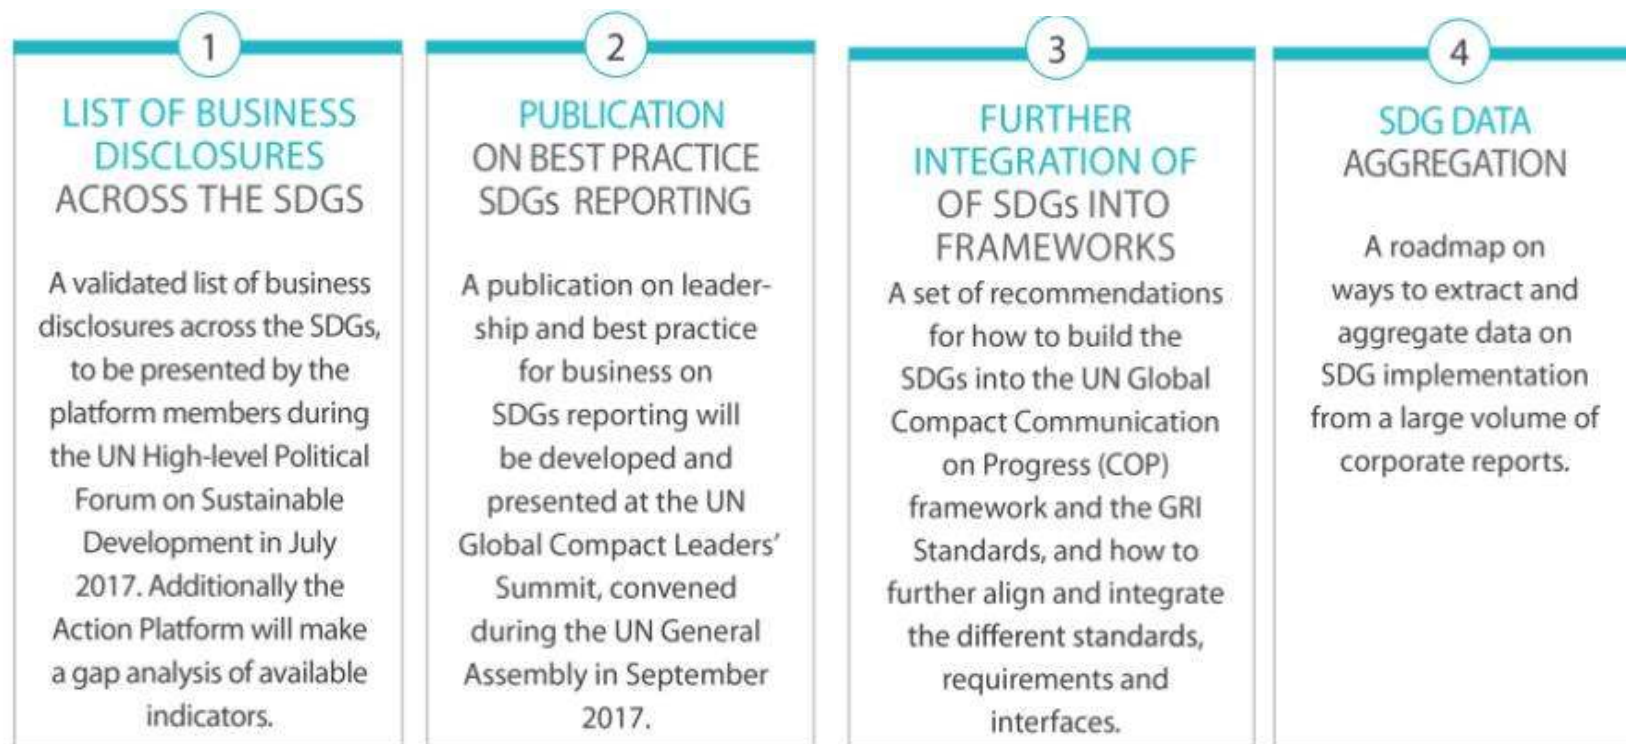 1
LIST OF BUSINESS
DISCLOSURES
ACROSS THE SDGS
A validated list of business
disclosures across the SDGs,
to be presented by the
platform members during
the UN High-level Political
Forum on Sustainable
Development in July
2017. Additionally the
Action Platform will make
a gap analysis of available
indicators.
2
PUBLICATION
ON BEST PRACTICE
SDGs REPORTING
A publication on leader-
ship and best practice
for business on
SDGs reporting will
be developed and
presented at the UN
Global Compact Leaders’
Summit, convened
during the UN General
Assembly in September
2017.
3
FURTHER
INTEGRATION OF
OF SDGs INTO
FRAMEWORKS
A set of recommendations
for how to build the
SDGs into the UN Global
Compact Communication
on Progress (COP)
framework and the GRI
Standards, and how to
further align and integrate
the different standards,
requirements and
interfaces.
4
SDG DATA
AGGREGATION
A roadmap on
ways to extract and
aggregate data on
SDG implementation
from a large volume of
corporate reports.